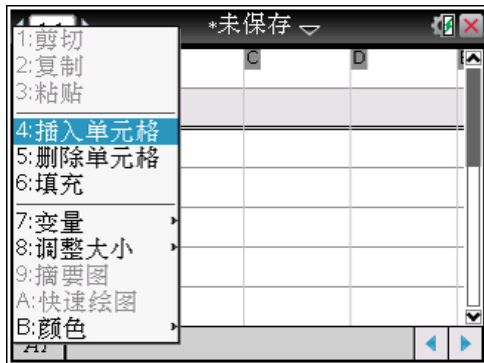 *未保存
1:剪切
2:复制
3:粘贴
4:插入单元格
5:删除单元格
6:填充
7:变量
8:调整大小
9:摘要图
A:快速绘图
B:颜色
C D